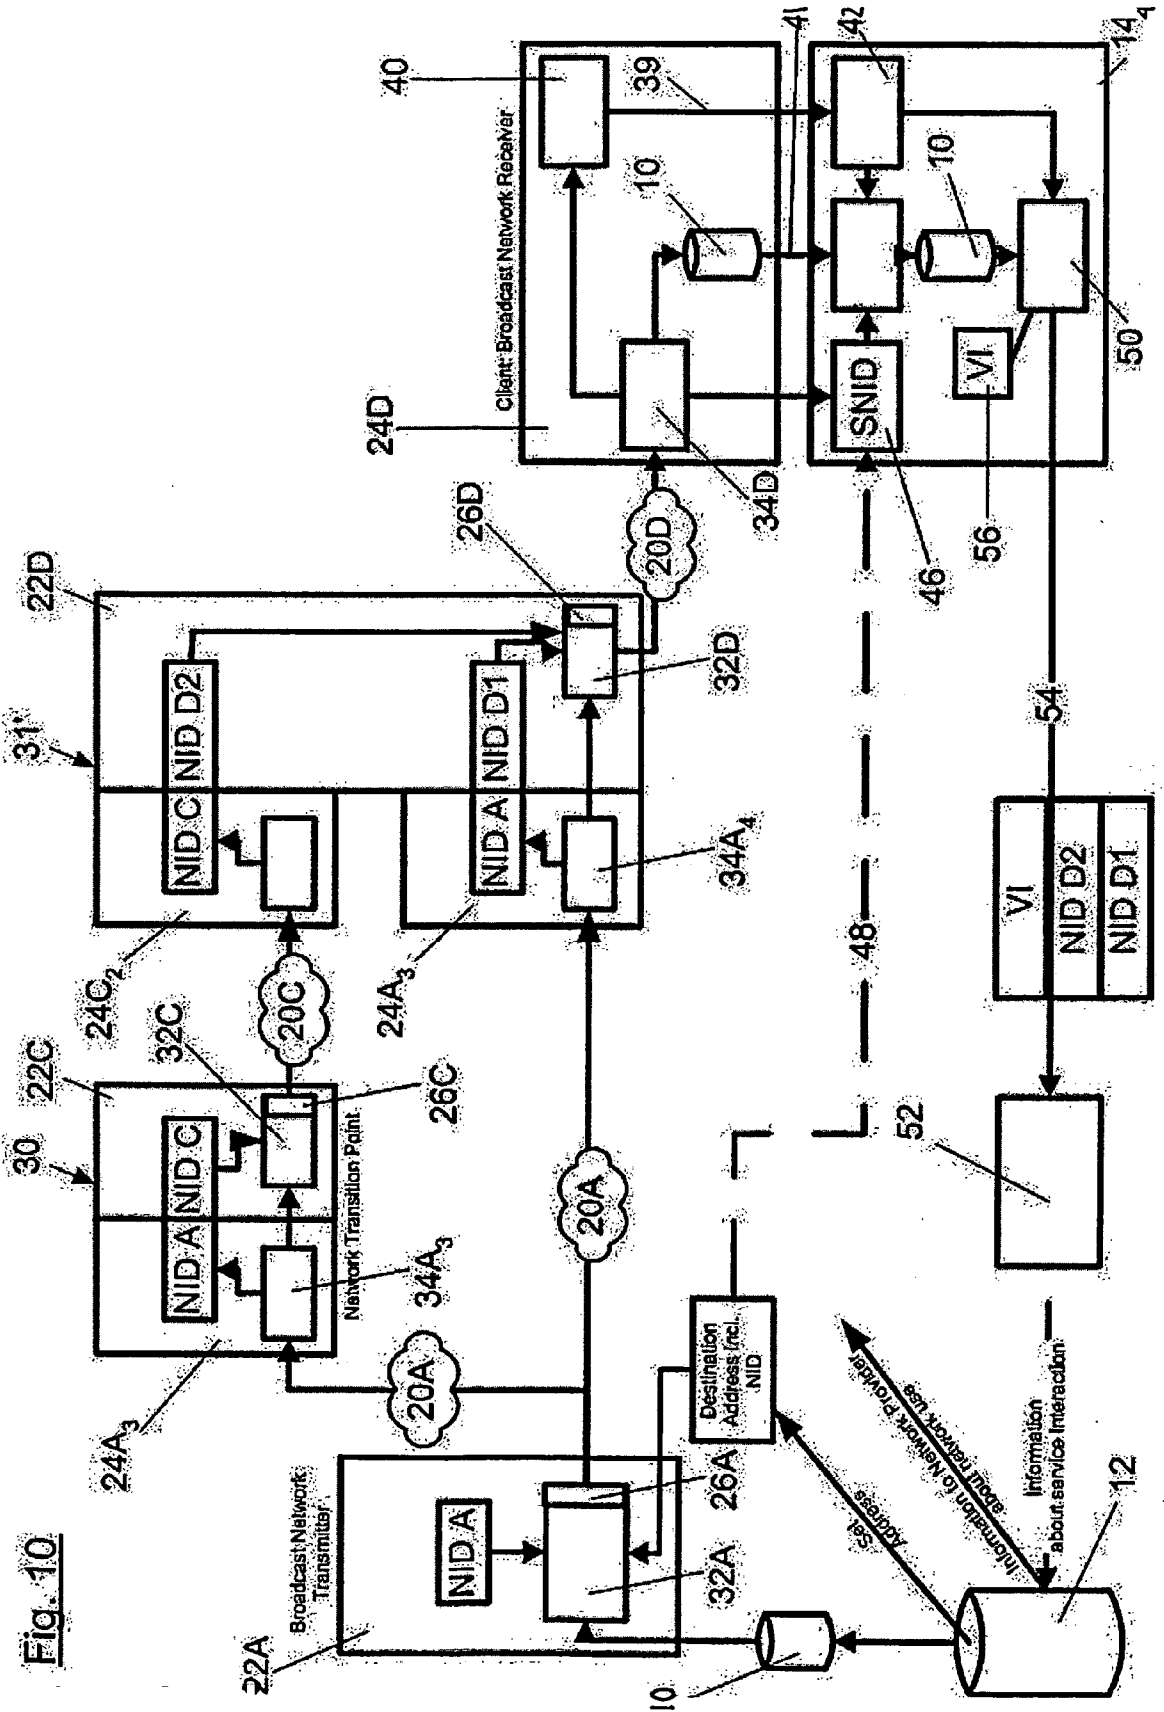 Fig. 10
22A
Broadcast Network
Transmitter
NID A
32A
26A
10
12
Set
Address
Destination
Address Incl.
NID
Information to Network Provider
about network use
Information
about service Interaction
20A
20A
24A3
30
22C
NID A
NID C
34A3
32C
26C
Network Transition Point
20C
24C2
31'
22D
NID C
NID D2
24A3
NID A
NID D1
34A4
32D
26D
20D
24D
Client: Broadcast Network Receiver
34D
40
39
10
41
42
144
SNID
46
48
10
VI
56
50
54
VI
NID D2
NID D1
52